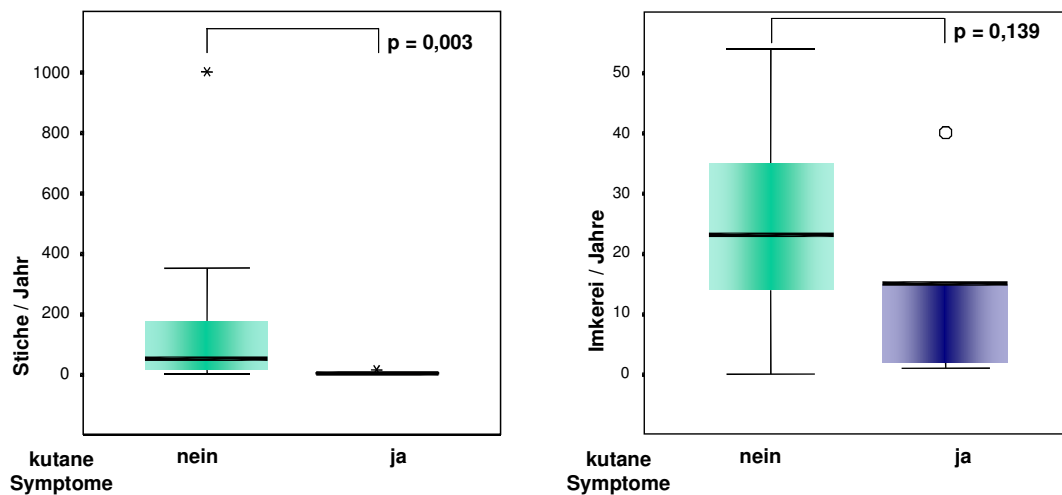 p = 0,003
1000
800
600
400
200
0
Stiche / Jahr
kutane
Symptome
nein
ja
p = 0,139
50
40
30
20
10
0
Imkerei / Jahre
kutane
Symptome
nein
ja